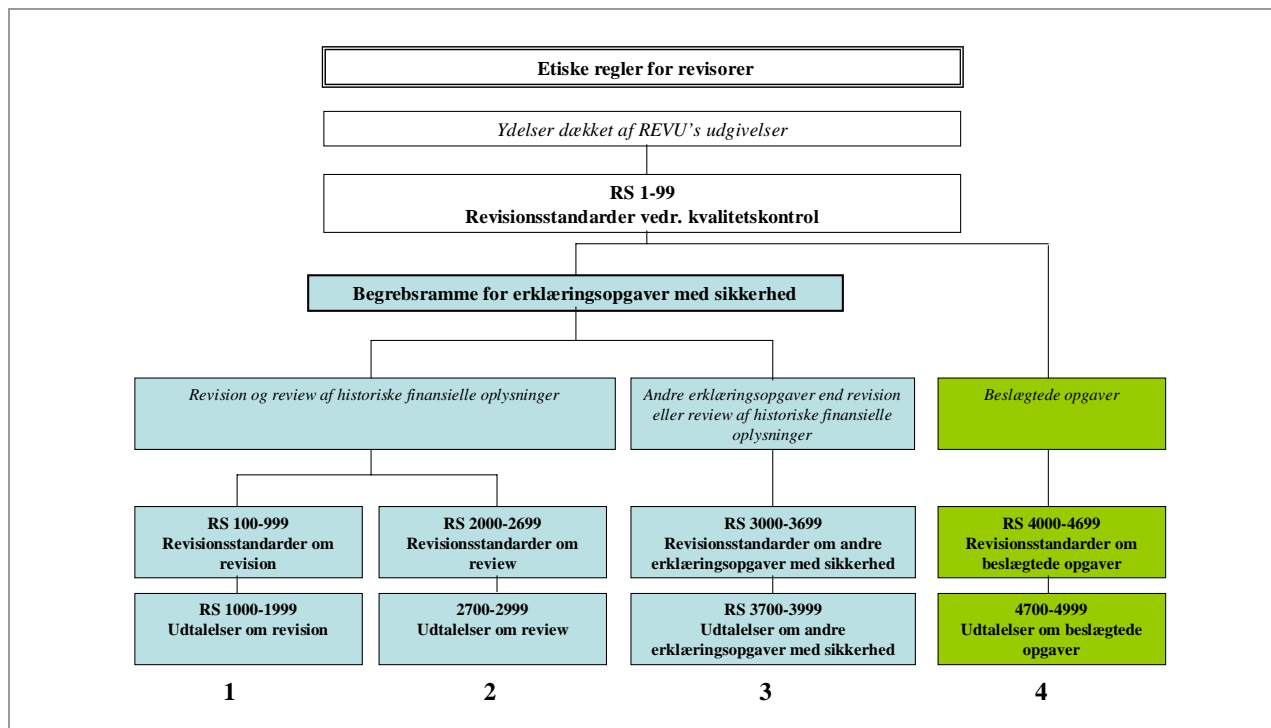 Etiske regler for revisorer
Ydelser dækket af REVU's udgivelser
RS 1-99
Revisionsstandarder vedr. kvalitetskontrol
Begrebsramme for erklæringsopgaver med sikkerhed
Revision og review af historiske finansielle oplysninger
Andre erklæringsopgaver end revision
eller review af historiske finansielle
oplysninger
Beslægtede opgaver
RS 100-999
Revisionsstandarder om
revision
RS 2000-2699
Revisionsstandarder om
review
RS 3000-3699
Revisionsstandarder om andre
erklæringsopgaver med sikkerhed
RS 4000-4699
Revisionsstandarder om
beslægtede opgaver
RS 1000-1999
Udtalelser om revision
2700-2999
Udtalelser om review
RS 3700-3999
Udtalelser om andre
erklæringsopgaver med sikkerhed
4700-4999
Udtalelser om beslægtede
opgaver
1
2
3
4